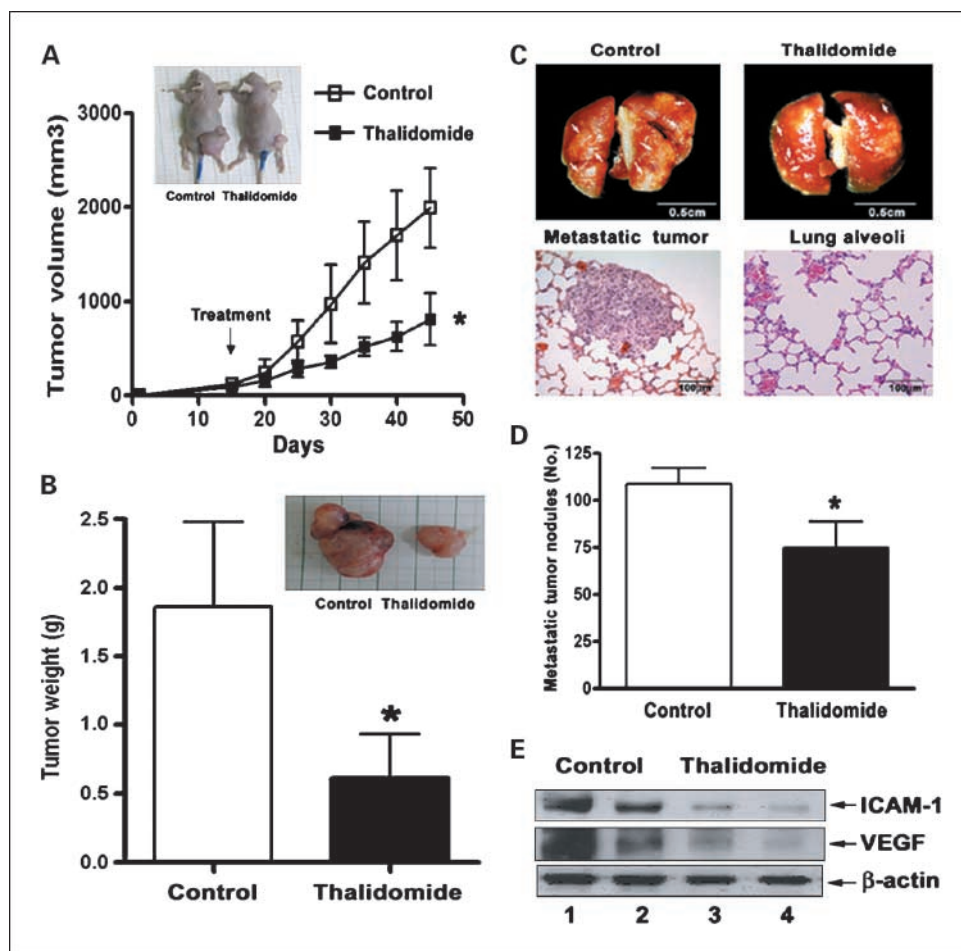 A
Control
Thalidomide
Comtrol Thalidomide
Tumor volume (mm3)
3000
2000
1000
0
Treatment
*
0 10 20 30 40 50
Days
B
Tumor weight (g)
2.5
2.0
1.5
1.0
0.5
0.0
Control Thalidomide
*
Control Thalidomide
C
Control Thalidomide
0.5cm 0.5cm
Metastatic tumor Lung alveoli
100µm 100µm
D
Metastatic tumor nodules (No.)
125
100
75
50
25
0
*
Control Thalidomide
E
Control Thalidomide
ICAM-1
VEGF
β-actin
1 2 3 4